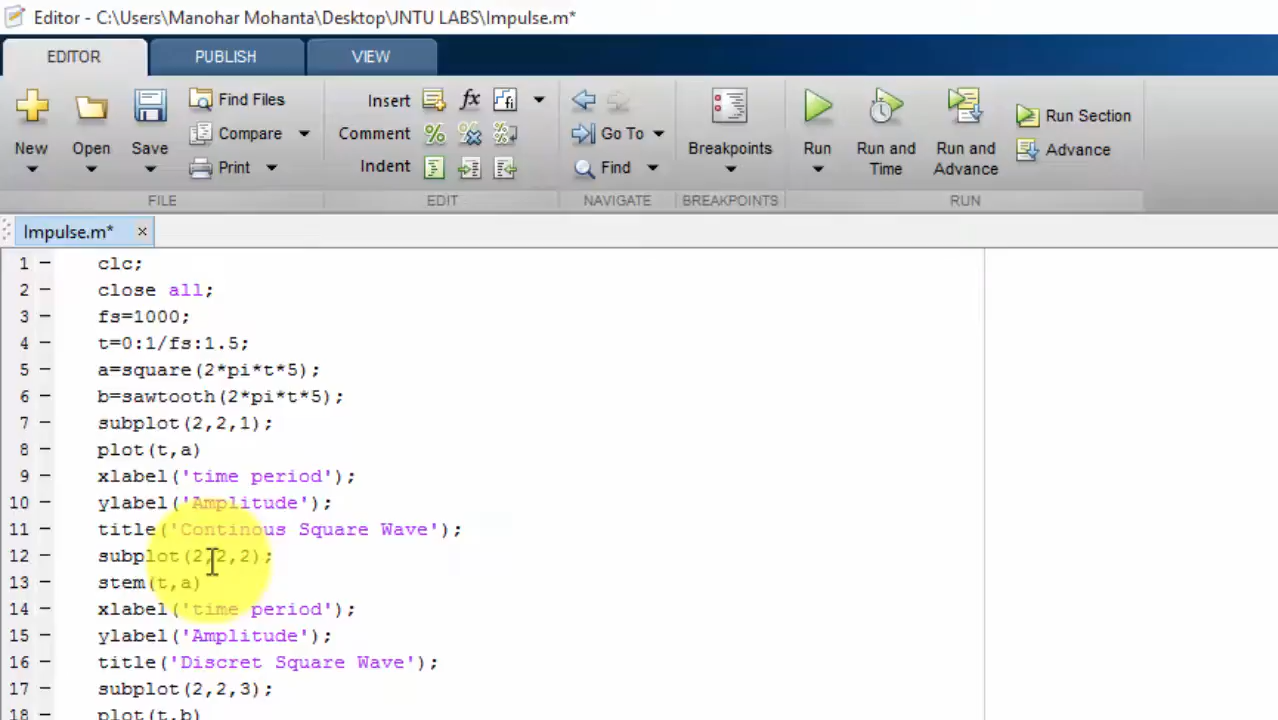 Editor - C:\Users\Manohar Mohanta\Desktop\JNTU LABS\Impulse.m*
EDITOR PUBLISH VIEW
New
Open
Save
Find Files
Compare
Print
FILE
Insert fx
Comment
Indent
EDIT
Go To
Find
NAVIGATE
Breakpoints
BREAKPOINTS
Run
Run and Time
Run and Advance
Run Section
Advance
RUN
Impulse.m* ×
1 - clc;
2 - close all;
3 - fs=1000;
4 - t=0:1/fs:1.5;
5 - a=square(2*pi*t*5);
6 - b=sawtooth(2*pi*t*5);
7 - subplot(2,2,1);
8 - plot(t,a)
9 - xlabel('time period');
10 - ylabel('Amplitude');
11 - title('Continous Square Wave');
12 - subplot(2,2,2);
13 - stem(t,a)
14 - xlabel('time period');
15 - ylabel('Amplitude');
16 - title('Discret Square Wave');
17 - subplot(2,2,3);
18 - plot(t,b)